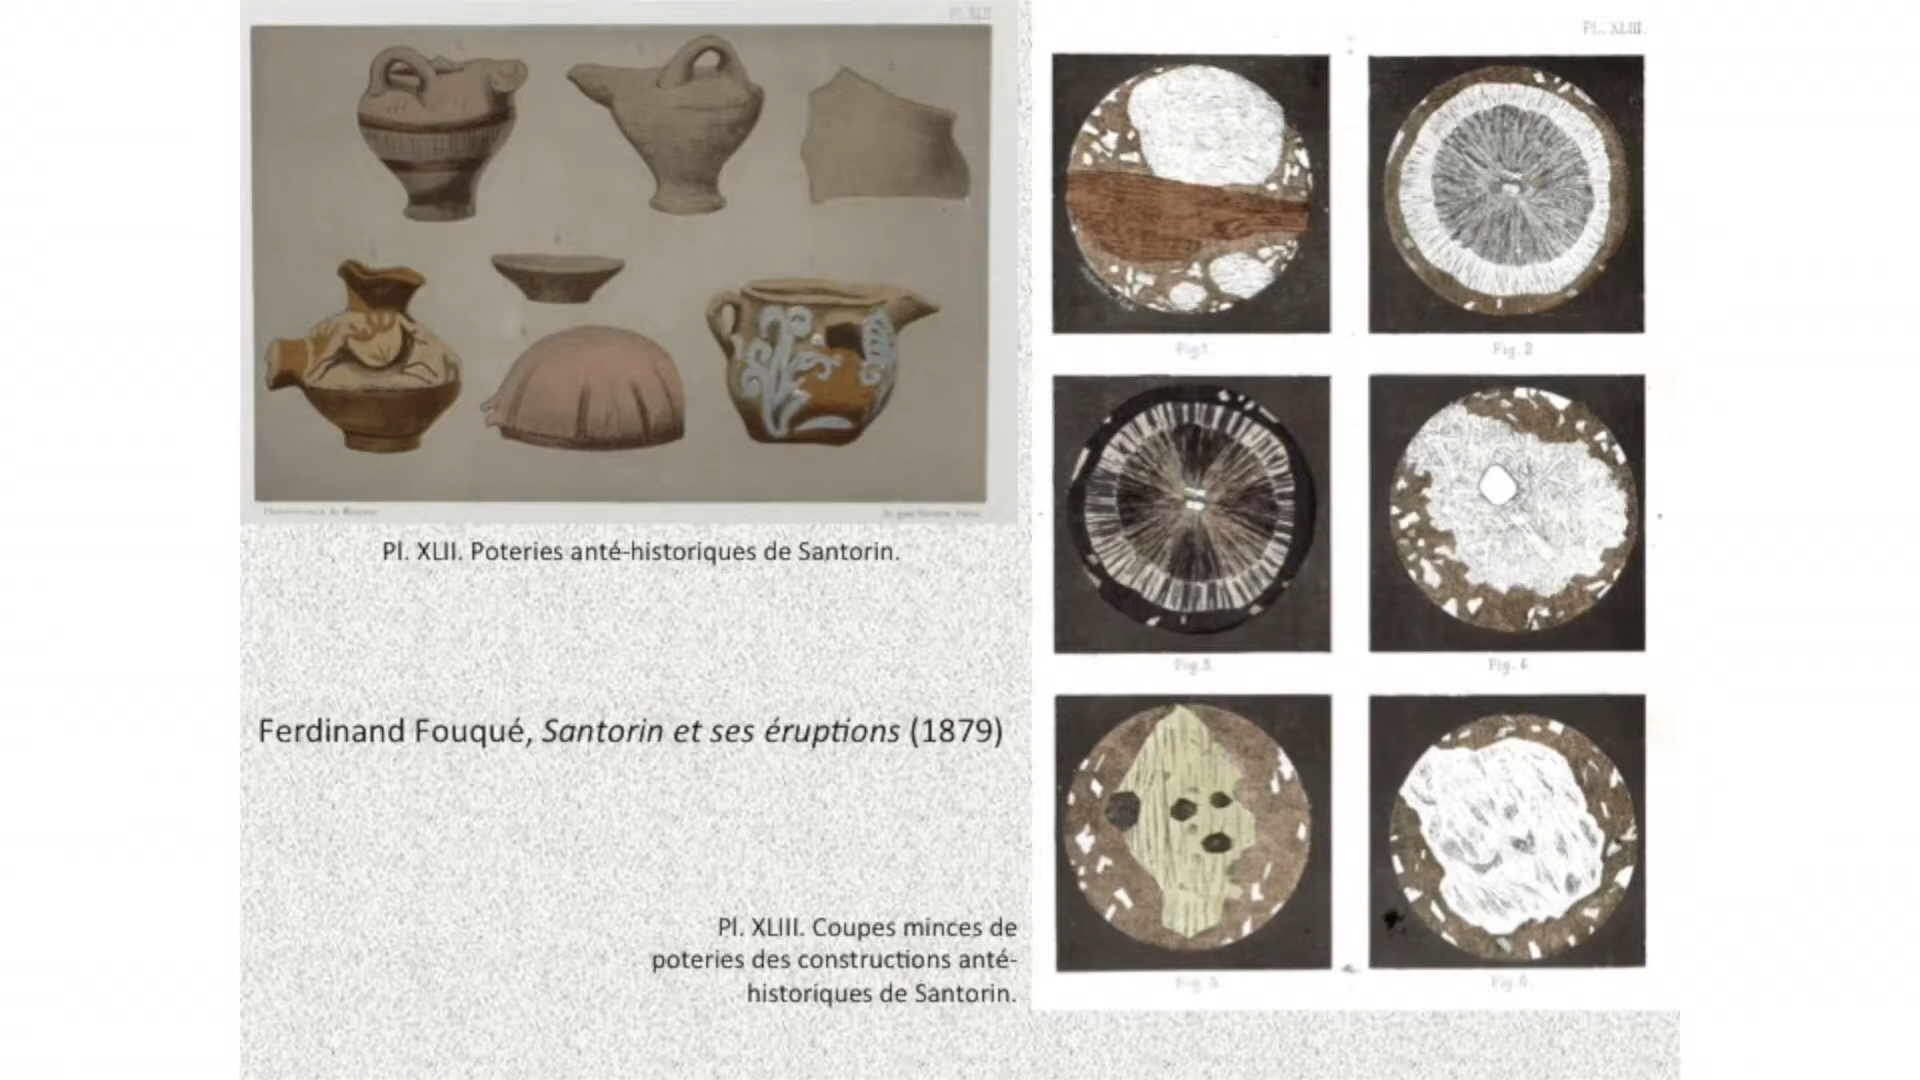 Pl. XLII
Pl. XLII. Poteries anté-historiques de Santorin.
Ferdinand Fouqué, Santorin et ses éruptions (1879)
Pl. XLIII. Coupes minces de
poteries des constructions anté-
historiques de Santorin.
PL. XLIII.
Fig.1.
Fig. 2
Fig.3.
Fig. 4.
Fig. 5.
Fig. 6.